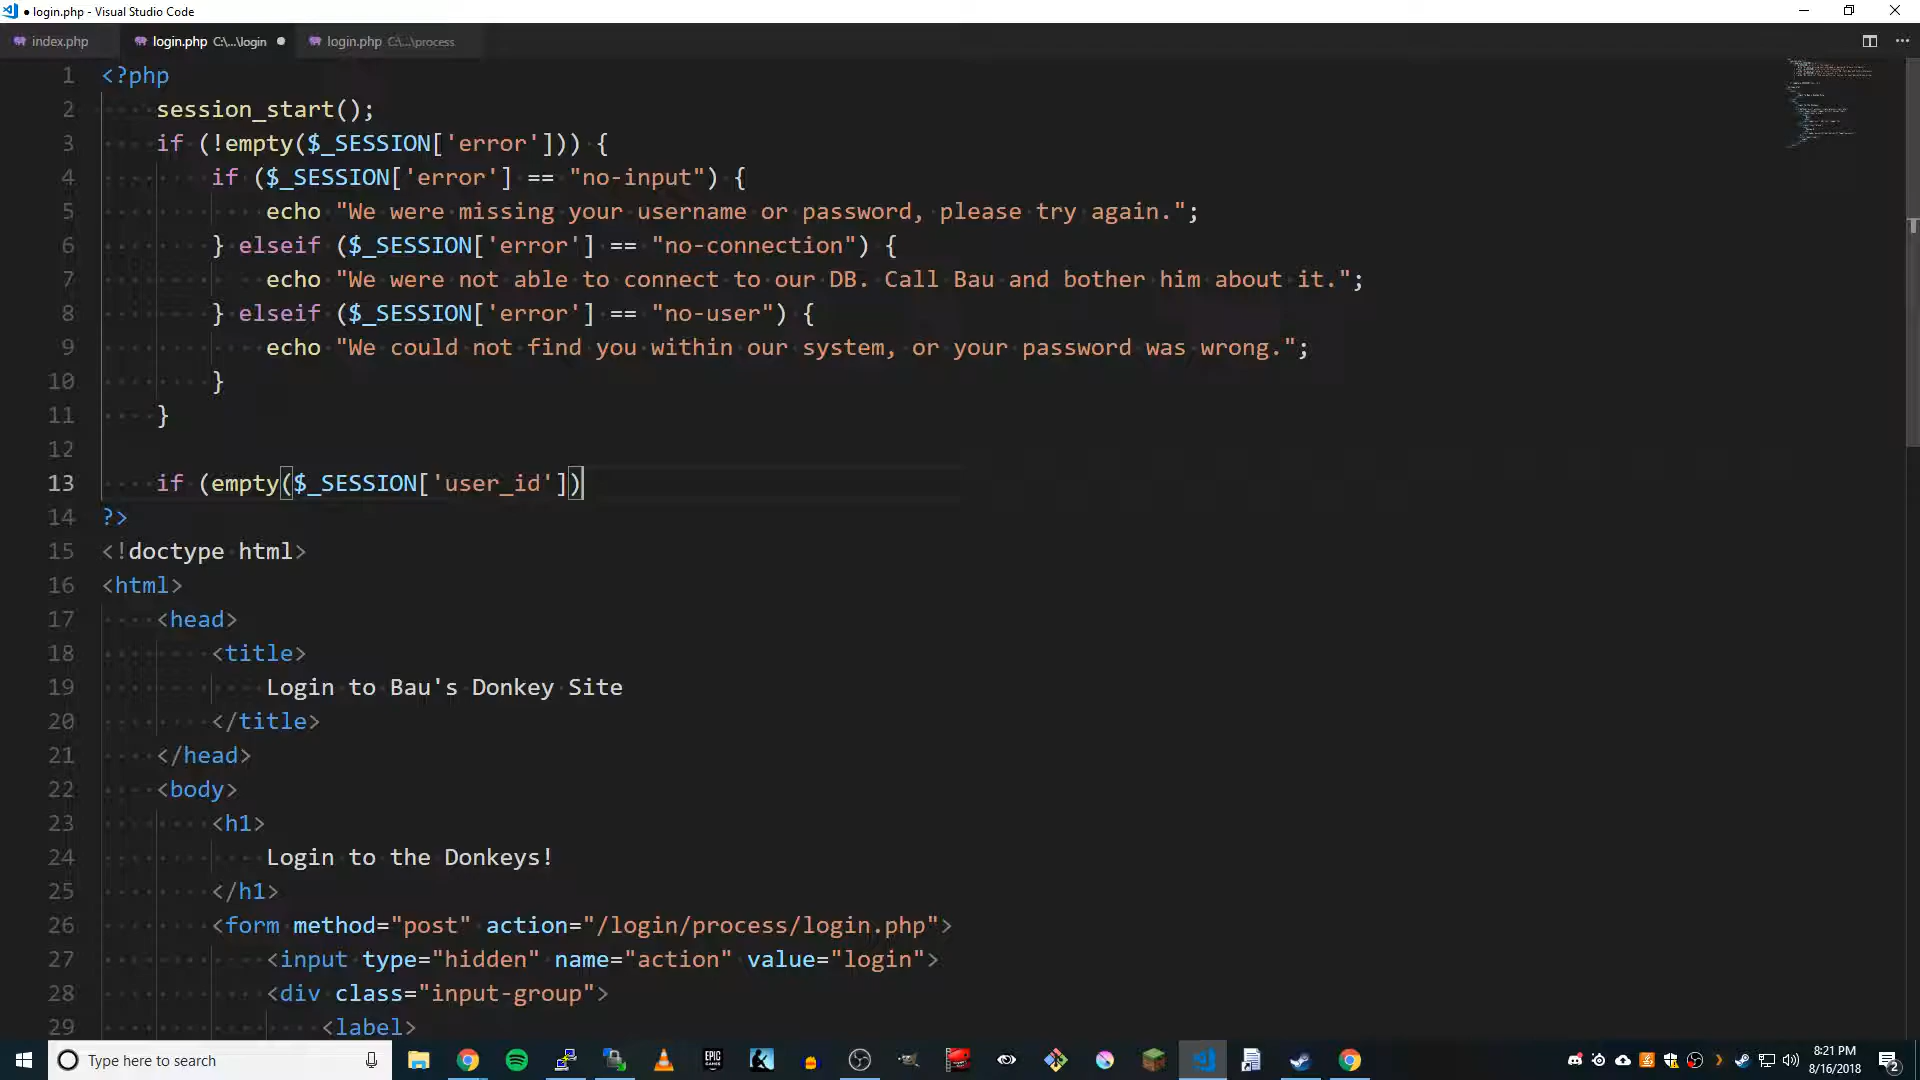 login.php - Visual Studio Code
index.php login.php C:\...\login login.php C:\...\process
1 <?php
2 session_start();
3 if (!empty($_SESSION['error'])) {
4 if ($_SESSION['error'] == "no-input") {
5 echo "We were missing your username or password, please try again.";
6 } elseif ($_SESSION['error'] == "no-connection") {
7 echo "We were not able to connect to our DB. Call Bau and bother him about it.";
8 } elseif ($_SESSION['error'] == "no-user") {
9 echo "We could not find you within our system, or your password was wrong.";
10 }
11 }
12
13 if (empty($_SESSION['user_id'])
14 ?>
15 <!doctype html>
16 <html>
17 <head>
18 <title>
19 Login to Bau's Donkey Site
20 </title>
21 </head>
22 <body>
23 <h1>
24 Login to the Donkeys!
25 </h1>
26 <form method="post" action="/login/process/login.php">
27 <input type="hidden" name="action" value="login">
28 <div class="input-group">
29 <label>
Type here to search
EPIC GAMES
8:21 PM
8/16/2018
2